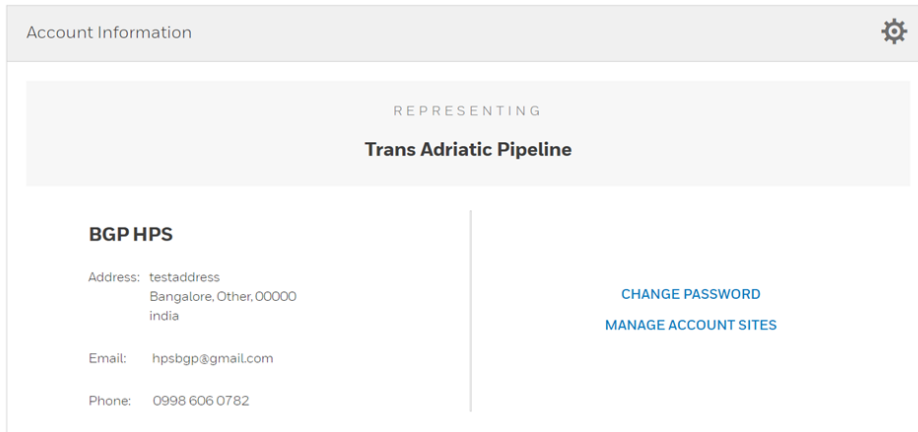 Account Information
REPRESENTING
Trans Adriatic Pipeline
BGP HPS
Address: testaddress
Bangalore, Other, 00000
india
Email: hpsbgp@gmail.com
Phone: 0998 606 0782
CHANGE PASSWORD
MANAGE ACCOUNT SITES